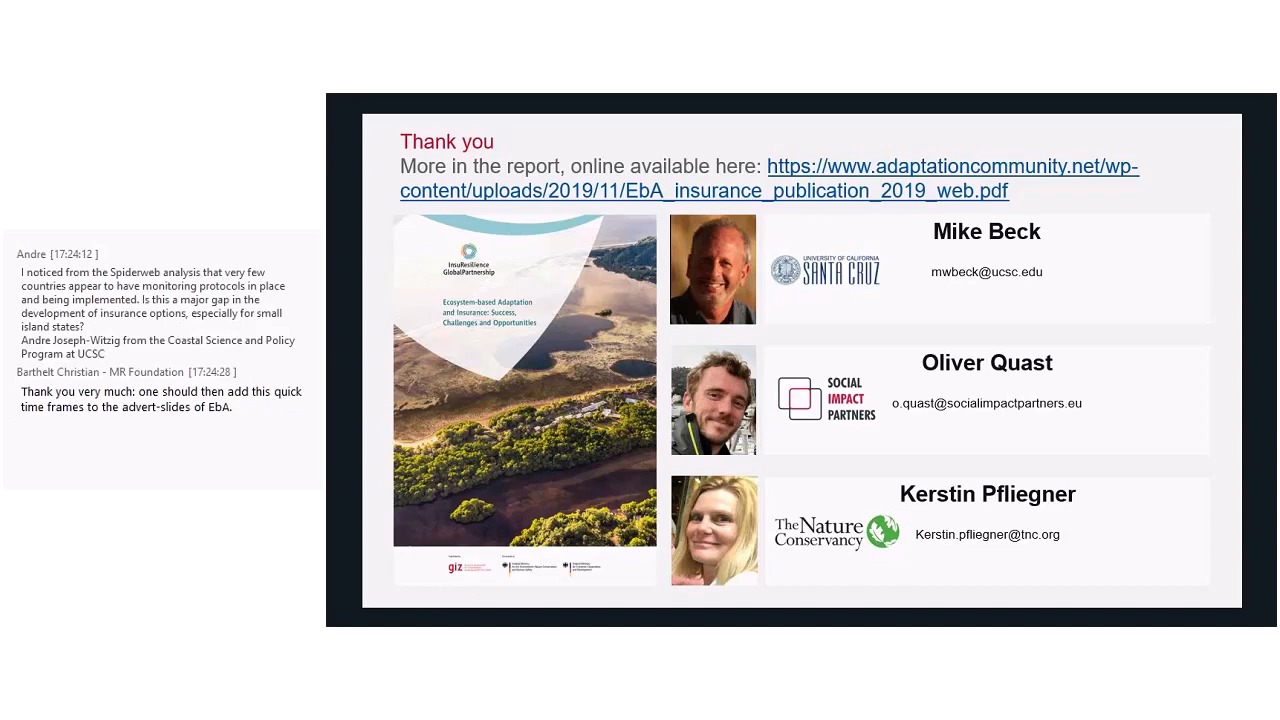 Andre [17:24:12 ]
I noticed from the Spiderweb analysis that very few
countries appear to have monitoring protocols in place
and being implemented. Is this a major gap in the
development of insurance options, especially for small
island states?
Andre Joseph-Witzig from the Coastal Science and Policy
Program at UCSC
Barthelt Christian - MR Foundation [17:24:28 ]
Thank you very much: one should then add this quick
time frames to the advert-slides of EbA.
Thank you
More in the report, online available here: https://www.adaptationcommunity.net/wp-
content/uploads/2019/11/EbA_insurance_publication_2019_web.pdf
InsuResilience
GlobalPartnership
Ecosystem-based Adaptation
and Insurance: Success,
Challenges and Opportunities
giz
Mike Beck
UNIVERSITY OF CALIFORNIA
SANTA CRUZ
mwbeck@ucsc.edu
Oliver Quast
SOCIAL
IMPACT
PARTNERS
o.quast@socialimpactpartners.eu
Kerstin Pfliegner
The Nature
Conservancy
Kerstin.pfliegner@tnc.org